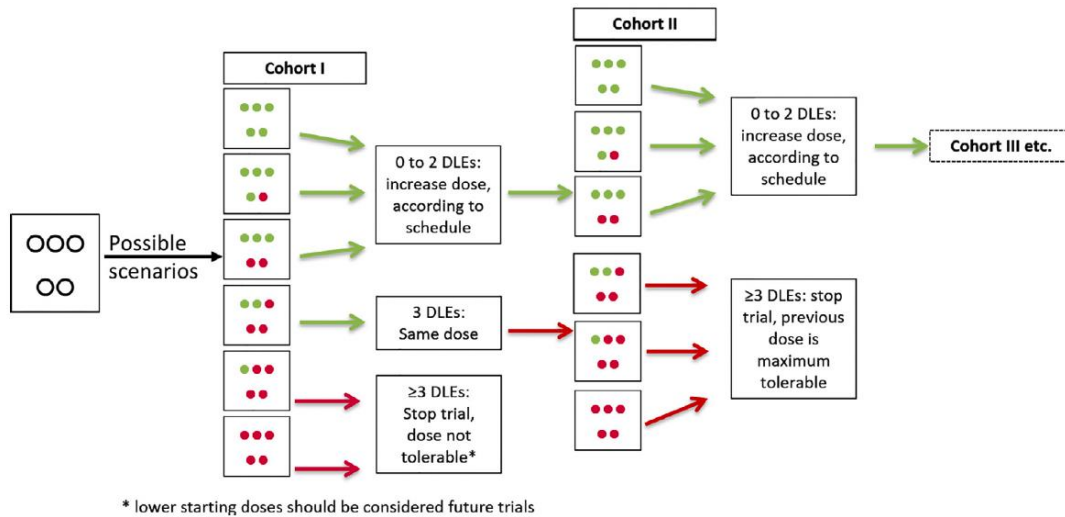 Cohort II
Cohort I
0 to 2 DLEs:
increase dose,
according to
schedule
Cohort III etc.
0 to 2 DLEs:
increase dose,
according to
schedule
Possible
scenarios
3 DLEs:
Same dose
≥3 DLEs: stop
trial, previous
dose is
maximum
tolerable
≥3 DLEs:
Stop trial,
dose not
tolerable*
* lower starting doses should be considered future trials